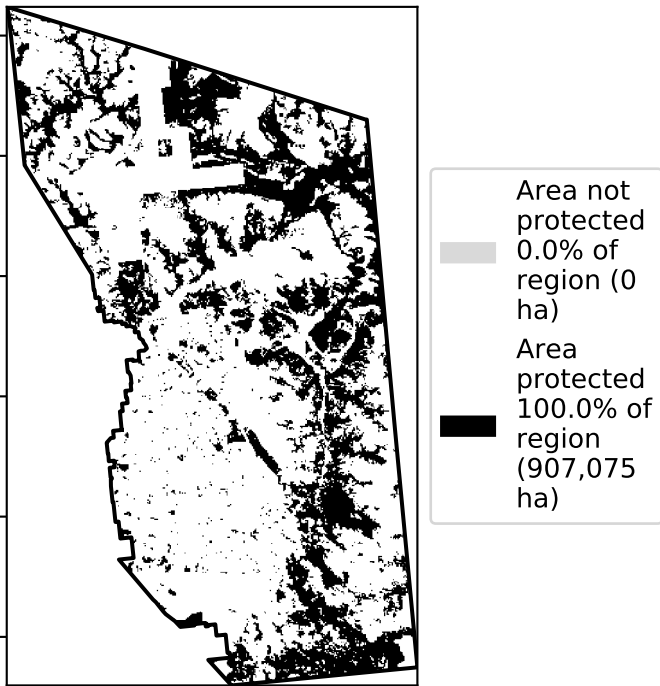 Area not
protected
0.0% of
region (0
ha)
Area
protected
100.0% of
region
(907,075
ha)